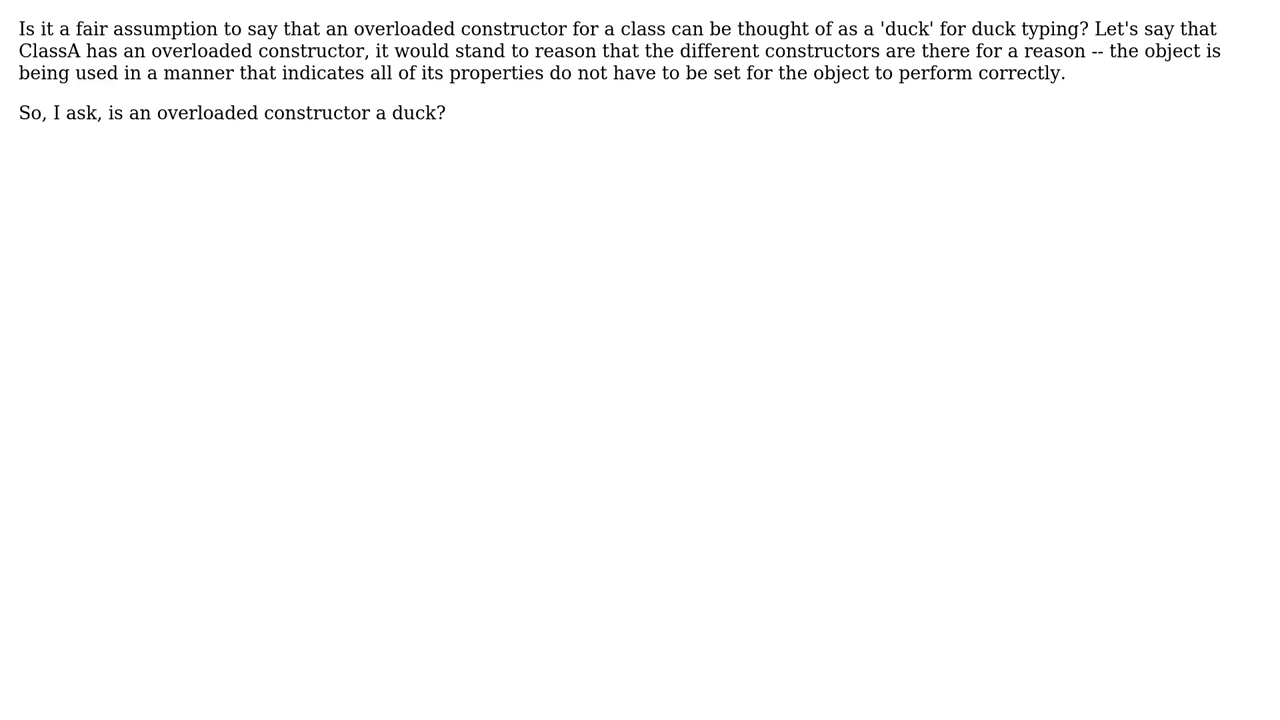 Is it a fair assumption to say that an overloaded constructor for a class can be thought of as a 'duck' for duck typing? Let's say that
ClassA has an overloaded constructor, it would stand to reason that the different constructors are there for a reason -- the object is
being used in a manner that indicates all of its properties do not have to be set for the object to perform correctly.
So, I ask, is an overloaded constructor a duck?